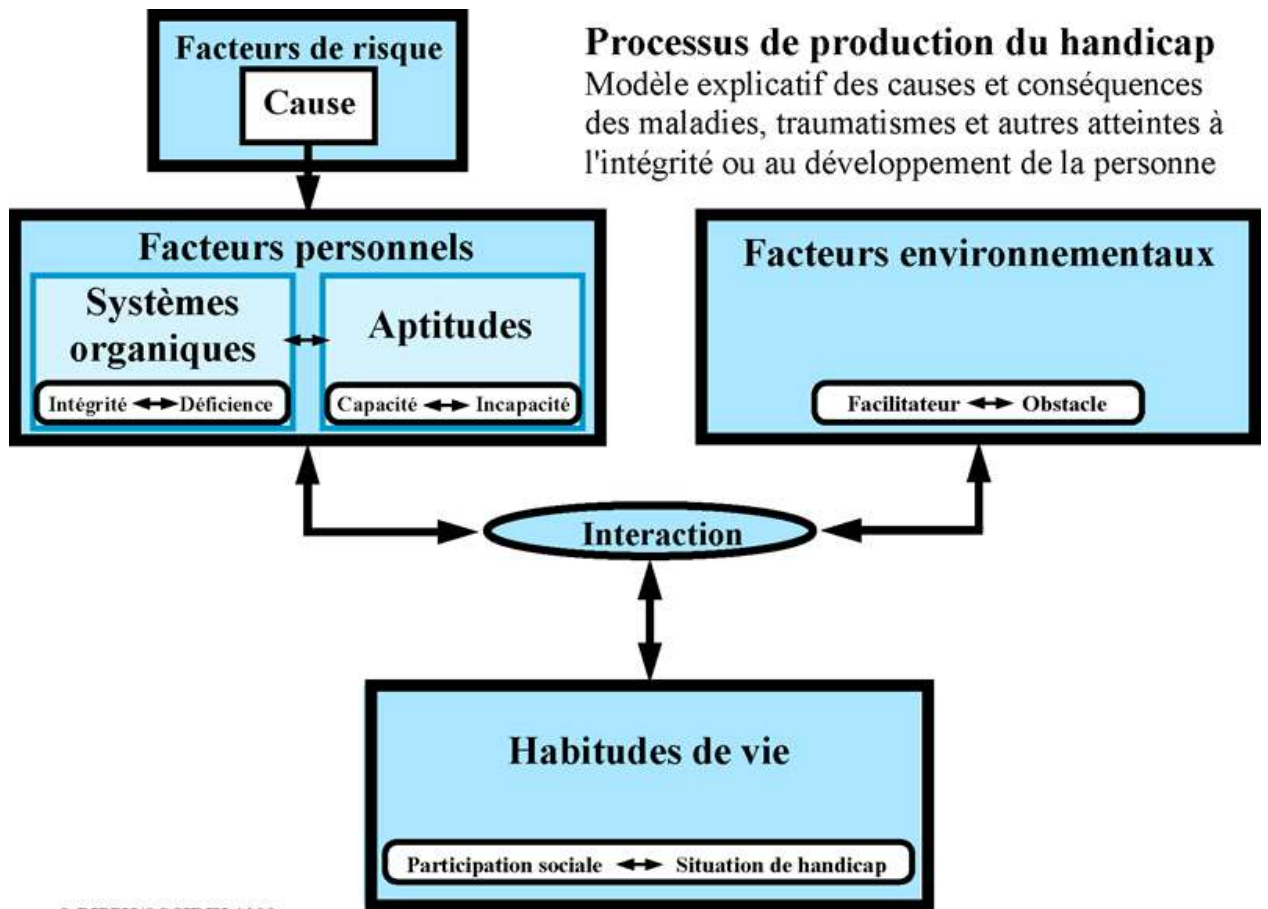 Facteurs de risque
Cause
Processus de production du handicap
Modèle explicatif des causes et conséquences
des maladies, traumatismes et autres atteintes à
l'intégrité ou au développement de la personne
Facteurs personnels
Systèmes
organiques
Intégrité Déficience
Aptitudes
Capacité Incapacité
Facteurs environnementaux
Facilitateur Obstacle
Interaction
Habitudes de vie
Participation sociale Situation de handicap